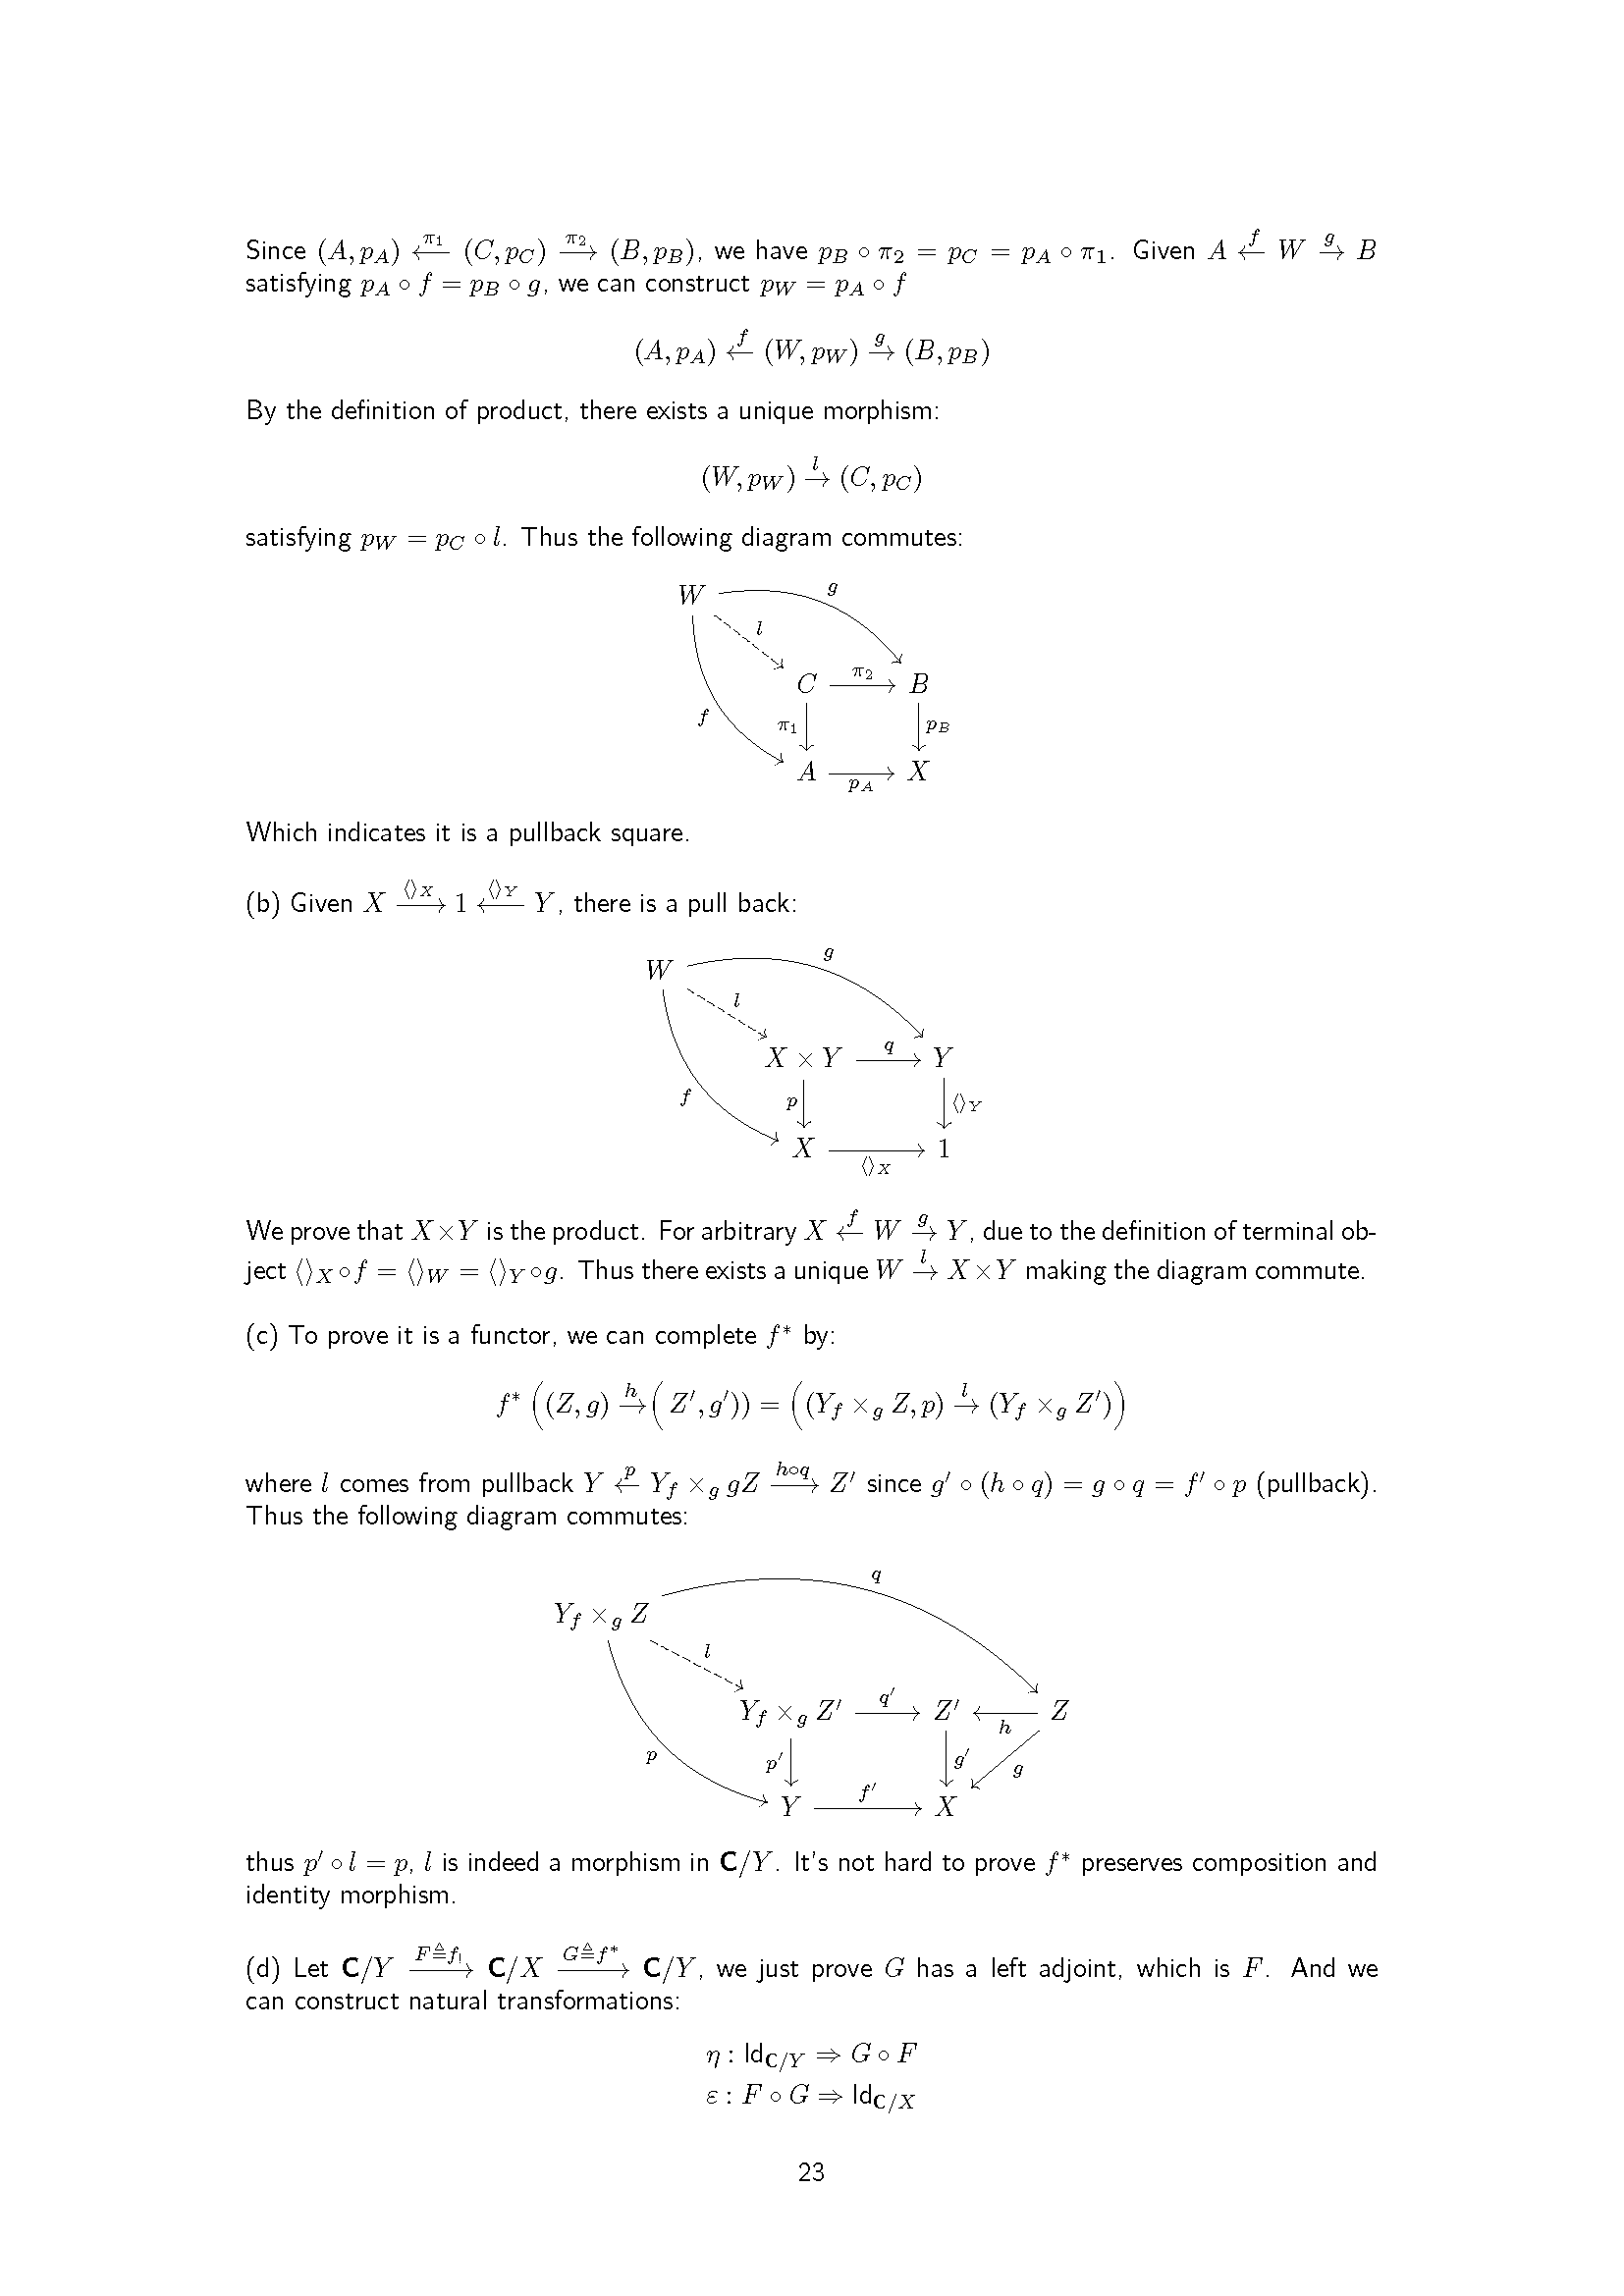 Since $(A, p_A) \xleftarrow{\pi_1} (C, p_C) \xrightarrow{\pi_2} (B, p_B)$, we have $p_B \circ \pi_2 = p_C = p_A \circ \pi_1$. Given $A \xleftarrow{f} W \xrightarrow{g} B$
satisfying $p_A \circ f = p_B \circ g$, we can construct $p_W = p_A \circ f$
$(A, p_A) \xleftarrow{f} (W, p_W) \xrightarrow{g} (B, p_B)$
By the definition of product, there exists a unique morphism:
$(W, p_W) \xrightarrow{l} (C, p_C)$
satisfying $p_W = p_C \circ l$. Thus the following diagram commutes:
$W$ $g$
$l$
$C$ $\pi_2$ $B$
$f$ $\pi_1$ $p_B$
$A$ $p_A$ $X$
Which indicates it is a pullback square.
(b) Given $X \xrightarrow{\langle\rangle_X} 1 \xleftarrow{\langle\rangle_Y} Y$, there is a pull back:
$W$ $g$
$l$
$X \times Y$ $q$ $Y$
$f$ $p$ $\langle\rangle_Y$
$X$ $\langle\rangle_X$ $1$
We prove that $X \times Y$ is the product. For arbitrary $X \xleftarrow{f} W \xrightarrow{g} Y$, due to the definition of terminal ob-
ject $\langle\rangle_X \circ f = \langle\rangle_W = \langle\rangle_Y \circ g$. Thus there exists a unique $W \xrightarrow{l} X \times Y$ making the diagram commute.
(c) To prove it is a functor, we can complete $f^*$ by:
$f^* \left( (Z, g) \xrightarrow{h} \left( Z', g' \right) \right) = \left( (Y_f \times_g Z, p) \xrightarrow{l} (Y_f \times_g Z') \right)$
where $l$ comes from pullback $Y \xleftarrow{p} Y_f \times_g gZ \xrightarrow{h \circ q} Z'$ since $g' \circ (h \circ q) = g \circ q = f' \circ p$ (pullback).
Thus the following diagram commutes:
$q$
$Y_f \times_g Z$
$l$
$Y_f \times_g Z'$ $q'$ $Z'$ $h$ $Z$
$p$ $p'$ $g'$ $g$
$Y$ $f'$ $X$
thus $p' \circ l = p$, $l$ is indeed a morphism in $\mathbf{C}/Y$. It's not hard to prove $f^*$ preserves composition and
identity morphism.
(d) Let $\mathbf{C}/Y \xrightarrow{F \triangleq f_!} \mathbf{C}/X \xrightarrow{G \triangleq f^*} \mathbf{C}/Y$, we just prove $G$ has a left adjoint, which is $F$. And we
can construct natural transformations:
$\eta : \mathsf{Id}_{\mathbf{C}/Y} \Rightarrow G \circ F$
$\varepsilon : F \circ G \Rightarrow \mathsf{Id}_{\mathbf{C}/X}$
23